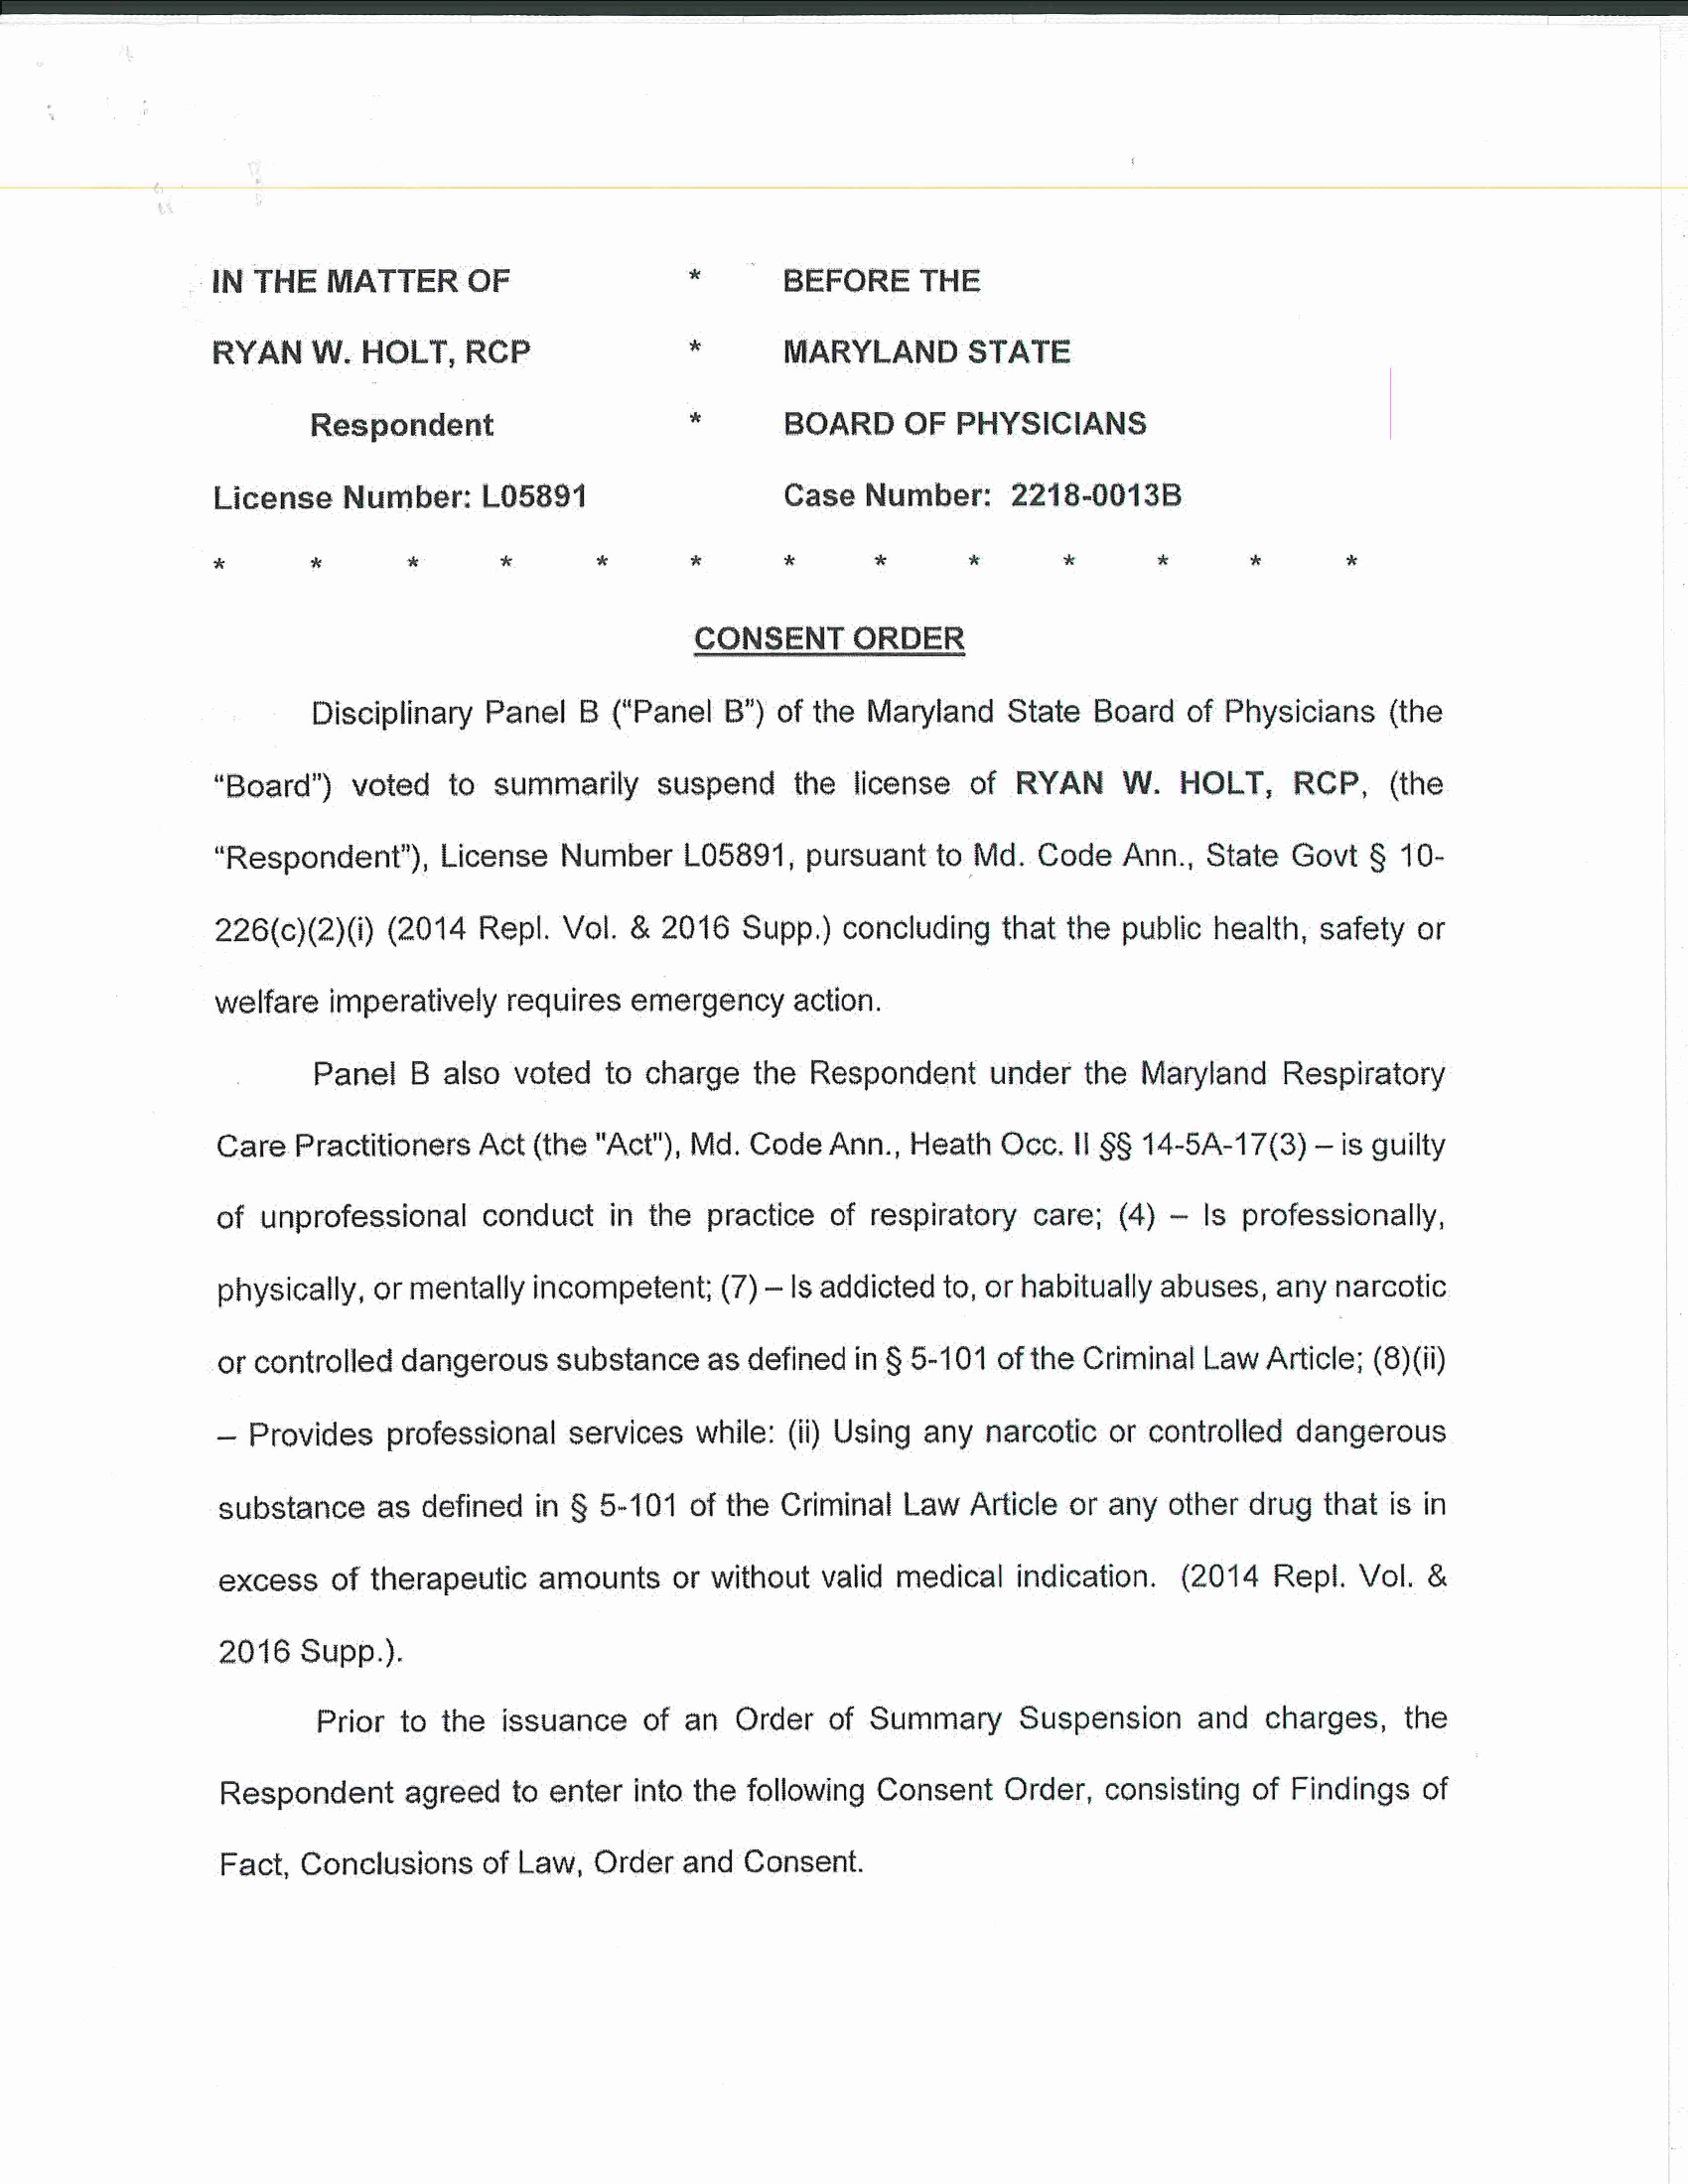 IN THE MATTER OF * BEFORE THE
RYAN W. HOLT, RCP * MARYLAND STATE
Respondent * BOARD OF PHYSICIANS
License Number: L05891 Case Number: 2218-0013B
* * * * * * * * * * * * *
CONSENT ORDER
Disciplinary Panel B (“Panel B”) of the Maryland State Board of Physicians (the
“Board”) voted to summarily suspend the license of RYAN W. HOLT, RCP, (the
“Respondent”), License Number L05891, pursuant to Md. Code Ann., State Govt § 10-
226(c)(2)(i) (2014 Repl. Vol. & 2016 Supp.) concluding that the public health, safety or
welfare imperatively requires emergency action.
Panel B also voted to charge the Respondent under the Maryland Respiratory
Care Practitioners Act (the "Act"), Md. Code Ann., Heath Occ. II §§ 14-5A-17(3) – is guilty
of unprofessional conduct in the practice of respiratory care; (4) – Is professionally,
physically, or mentally incompetent; (7) – Is addicted to, or habitually abuses, any narcotic
or controlled dangerous substance as defined in § 5-101 of the Criminal Law Article; (8)(ii)
– Provides professional services while: (ii) Using any narcotic or controlled dangerous
substance as defined in § 5-101 of the Criminal Law Article or any other drug that is in
excess of therapeutic amounts or without valid medical indication. (2014 Repl. Vol. &
2016 Supp.).
Prior to the issuance of an Order of Summary Suspension and charges, the
Respondent agreed to enter into the following Consent Order, consisting of Findings of
Fact, Conclusions of Law, Order and Consent.